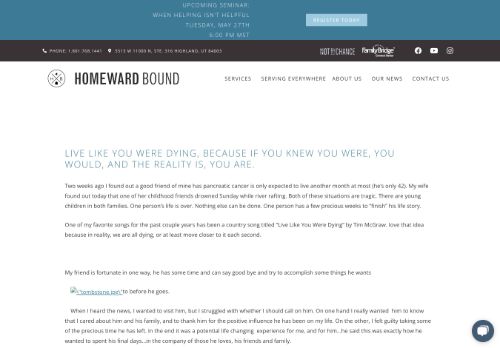 UPCOMING SEMINAR:
WHEN HELPING ISN'T HELPFUL
TUESDAY, MAY 27TH
6:00 PM MST
REGISTER TODAY
PHONE: 1.801.768.1441
5513 W 11000 N, STE. 316 HIGHLAND, UT 84003
NOT BY CHANCE
FamilyBridge
HOMEWARD BOUND
SERVICES
SERVING EVERYWHERE
ABOUT US
OUR NEWS
CONTACT US
LIVE LIKE YOU WERE DYING, BECAUSE IF YOU KNEW YOU WERE, YOU
WOULD, AND THE REALITY IS, YOU ARE.
Two weeks ago I found out a good friend of mine has pancreatic cancer is only expected to live another month at most (he's only 42). My wife
found out today that one of her childhood friends drowned Sunday while river rafting. Both of these situations are tragic. There are young
children in both families. One person's life is over. Nothing else can be done. One person has a few precious weeks to "finish" his life story.
One of my favorite songs for the past couple years has been a country song titled "Live Like You Were Dying" by Tim McGraw. love that idea
because in reality, we are all dying, or at least move closer to it each second.
My friend is fortunate in one way, he has some time and can say good bye and try to accomplish some things he wants
\"tombstone.jpg\" to before he goes.
When I heard the news, I wanted to visit him, but I struggled with whether I should call on him. On one hand I really wanted him to know
that I cared about him and his family, and to thank him for the positive influence he has been on my life. On the other, I felt guilty taking some
of the precious time he has left. In the end it was a potential life changing experience for me, and for him...he said this was exactly how he
wanted to spent his final days...in the company of those he loves, his friends and family.